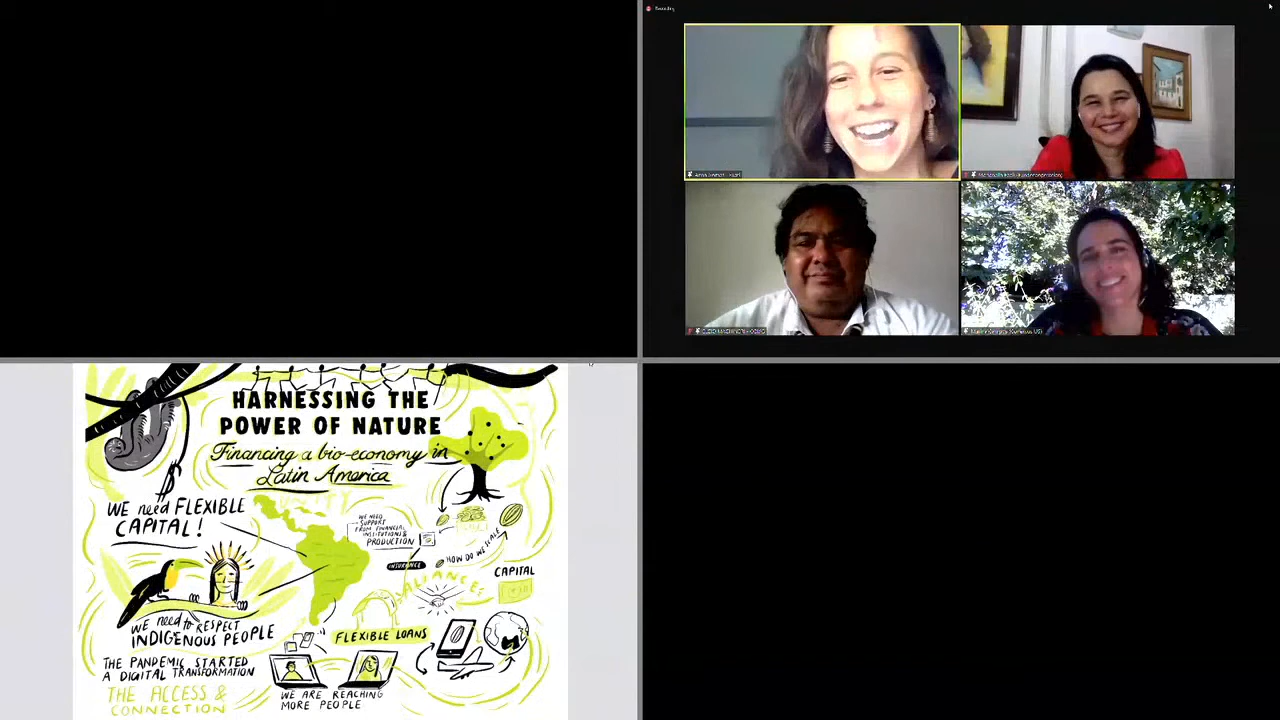 Recording
HARNESSING THE
POWER OF NATURE
Financing a bio-economy in
Latin America
WE need FLEXIBLE
CAPITAL!
WE NEED
SUPPORT
FROM FINANCIAL
INSTITUTIONS &
PRODUCTION
INSURANCE
HOW DO WE SCALE
ALIANCES
CAPITAL
WE need to RESPECT
INDIGENOUS PEOPLE
FLEXIBLE LOANS
THE PANDEMIC STARTED
A DIGITAL TRANSFORMATION
THE ACCESS &
CONNECTION
WE ARE REACHING
MORE PEOPLE